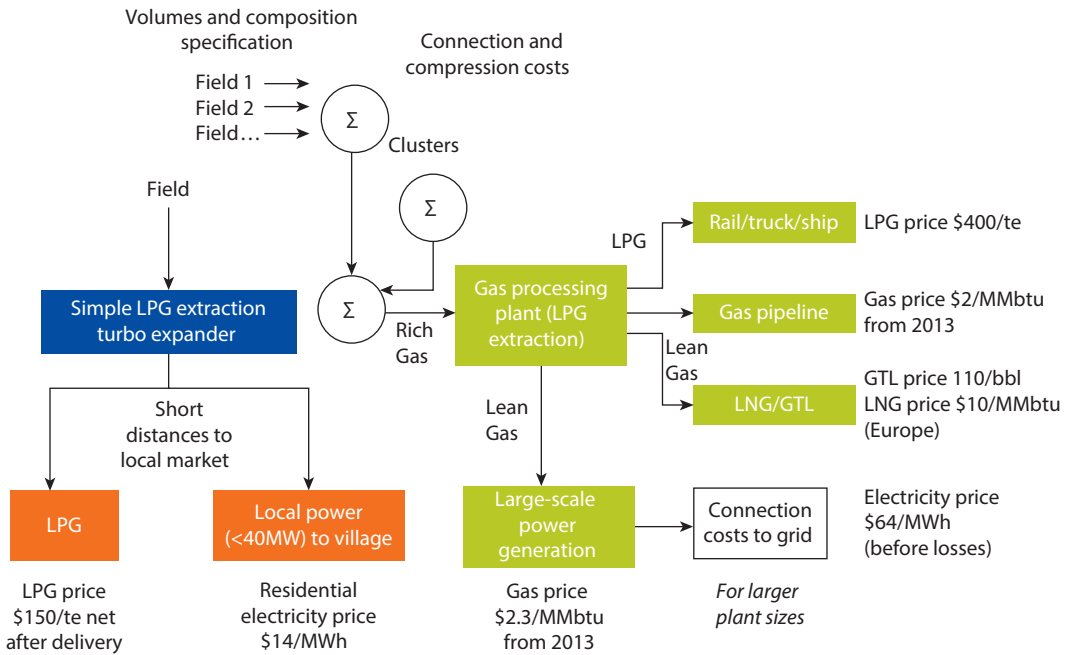 Volumes and composition
specification
Connection and
compression costs
Field 1
Field 2
Field…
Σ
Clusters
Field
Σ
Rail/truck/ship
LPG price $400/te
LPG
Simple LPG extraction
turbo expander
Σ
Rich
Gas
Gas processing
plant (LPG
extraction)
Gas pipeline
Gas price $2/MMbtu
from 2013
Lean
Gas
LNG/GTL
GTL price 110/bbl
LNG price $10/MMbtu
(Europe)
Short
distances to
local market
Lean
Gas
LPG
Local power
(<40MW) to village
Large-scale
power
generation
Connection
costs to grid
Electricity price
$64/MWh
(before losses)
LPG price
$150/te net
after delivery
Residential
electricity price
$14/MWh
Gas price
$2.3/MMbtu
from 2013
For larger
plant sizes